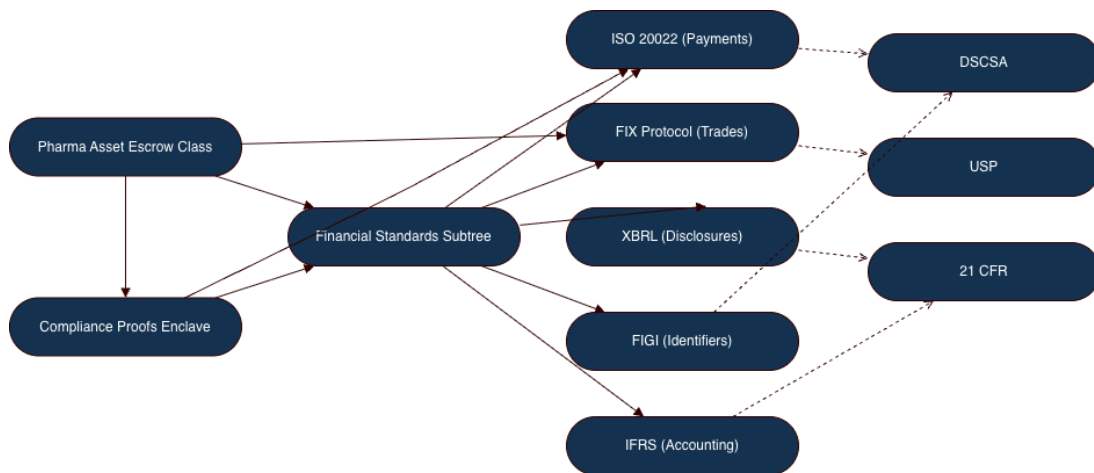 Pharma Asset Escrow Class
Compliance Proofs Enclave
Financial Standards Subtree
ISO 20022 (Payments)
FIX Protocol (Trades)
XBRL (Disclosures)
FIGI (Identifiers)
IFRS (Accounting)
DSCSA
USP
21 CFR